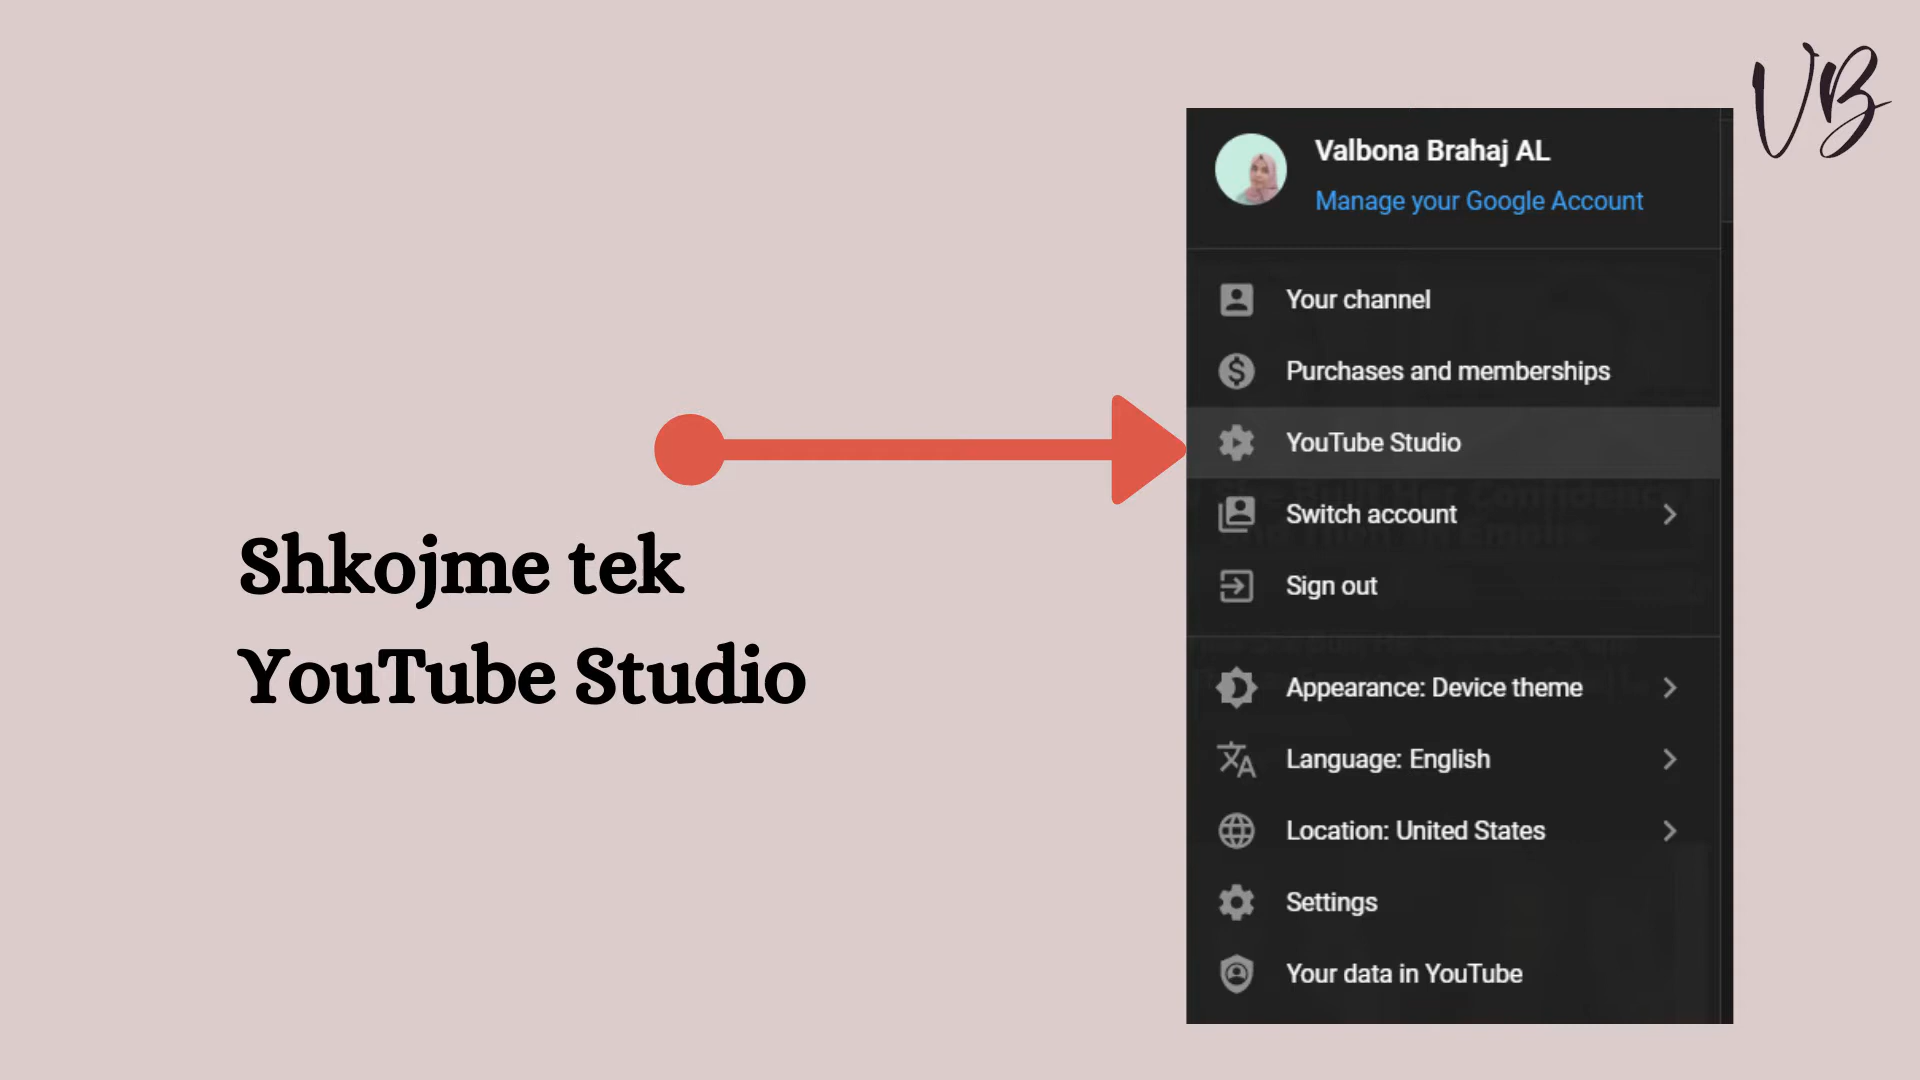 VB
Valbona Brahaj AL
Manage your Google Account
Your channel
Purchases and memberships
YouTube Studio
Switch account
Sign out
Appearance: Device theme
Language: English
Location: United States
Settings
Your data in YouTube
Shkojme tek
YouTube Studio